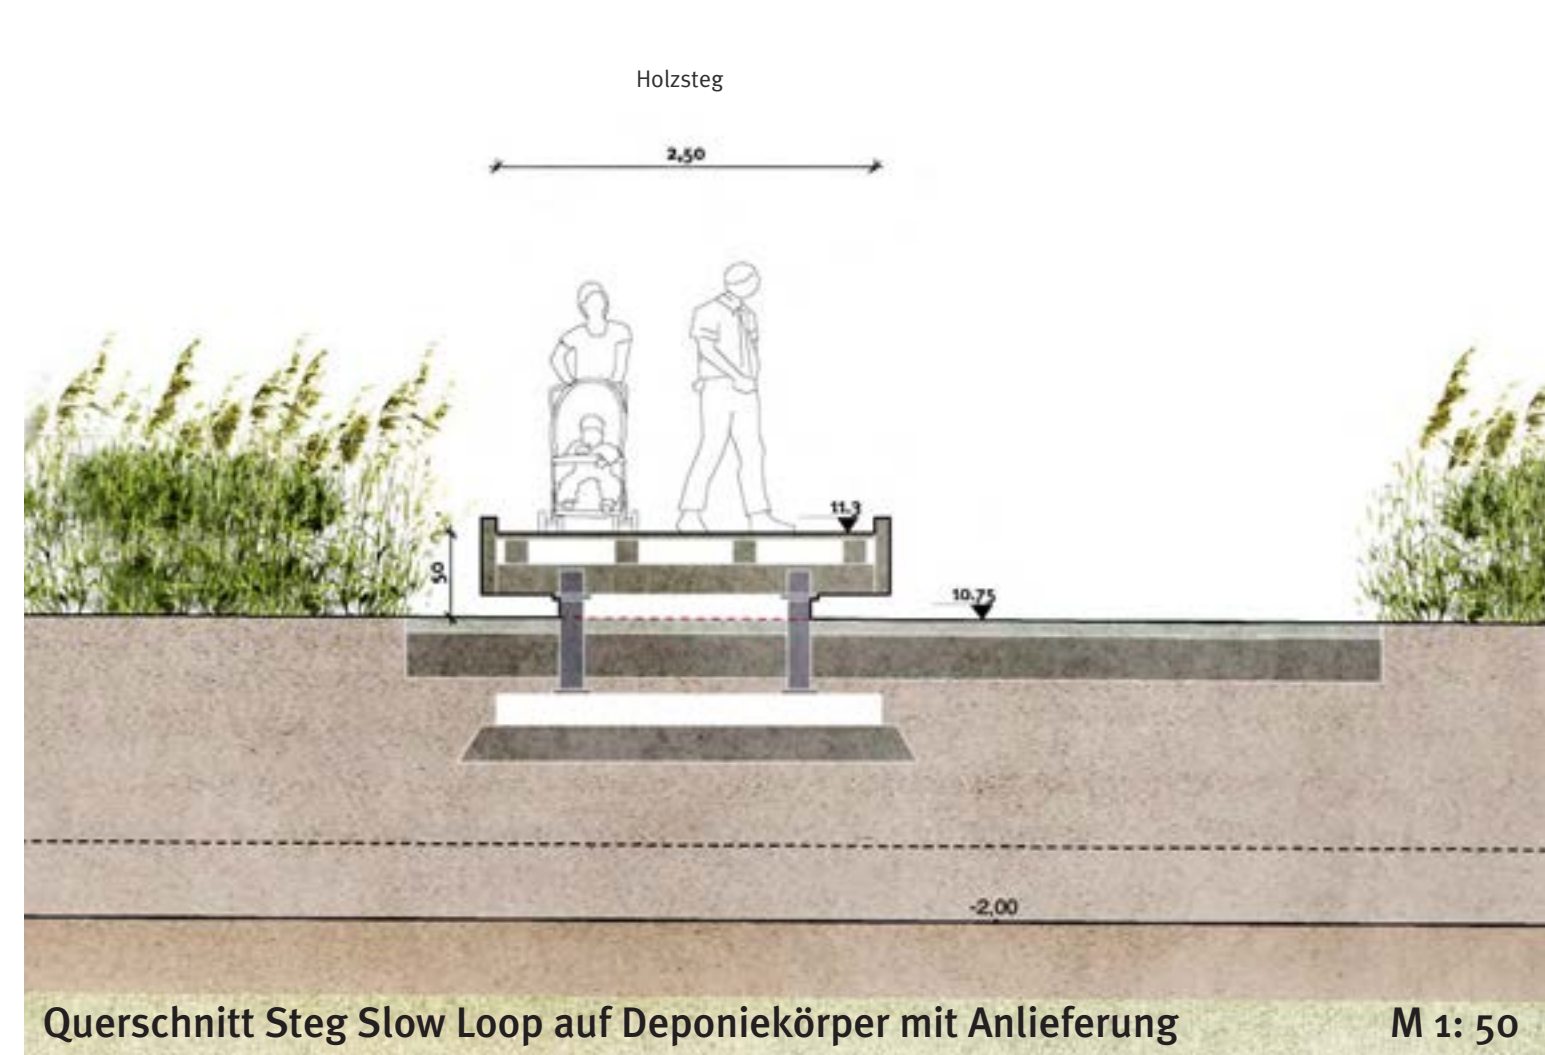 Holzsteg
2,50
11.3
50
10.75
-2,00
Querschnitt Steg Slow Loop auf Deponiekörper mit Anlieferung
M 1: 50